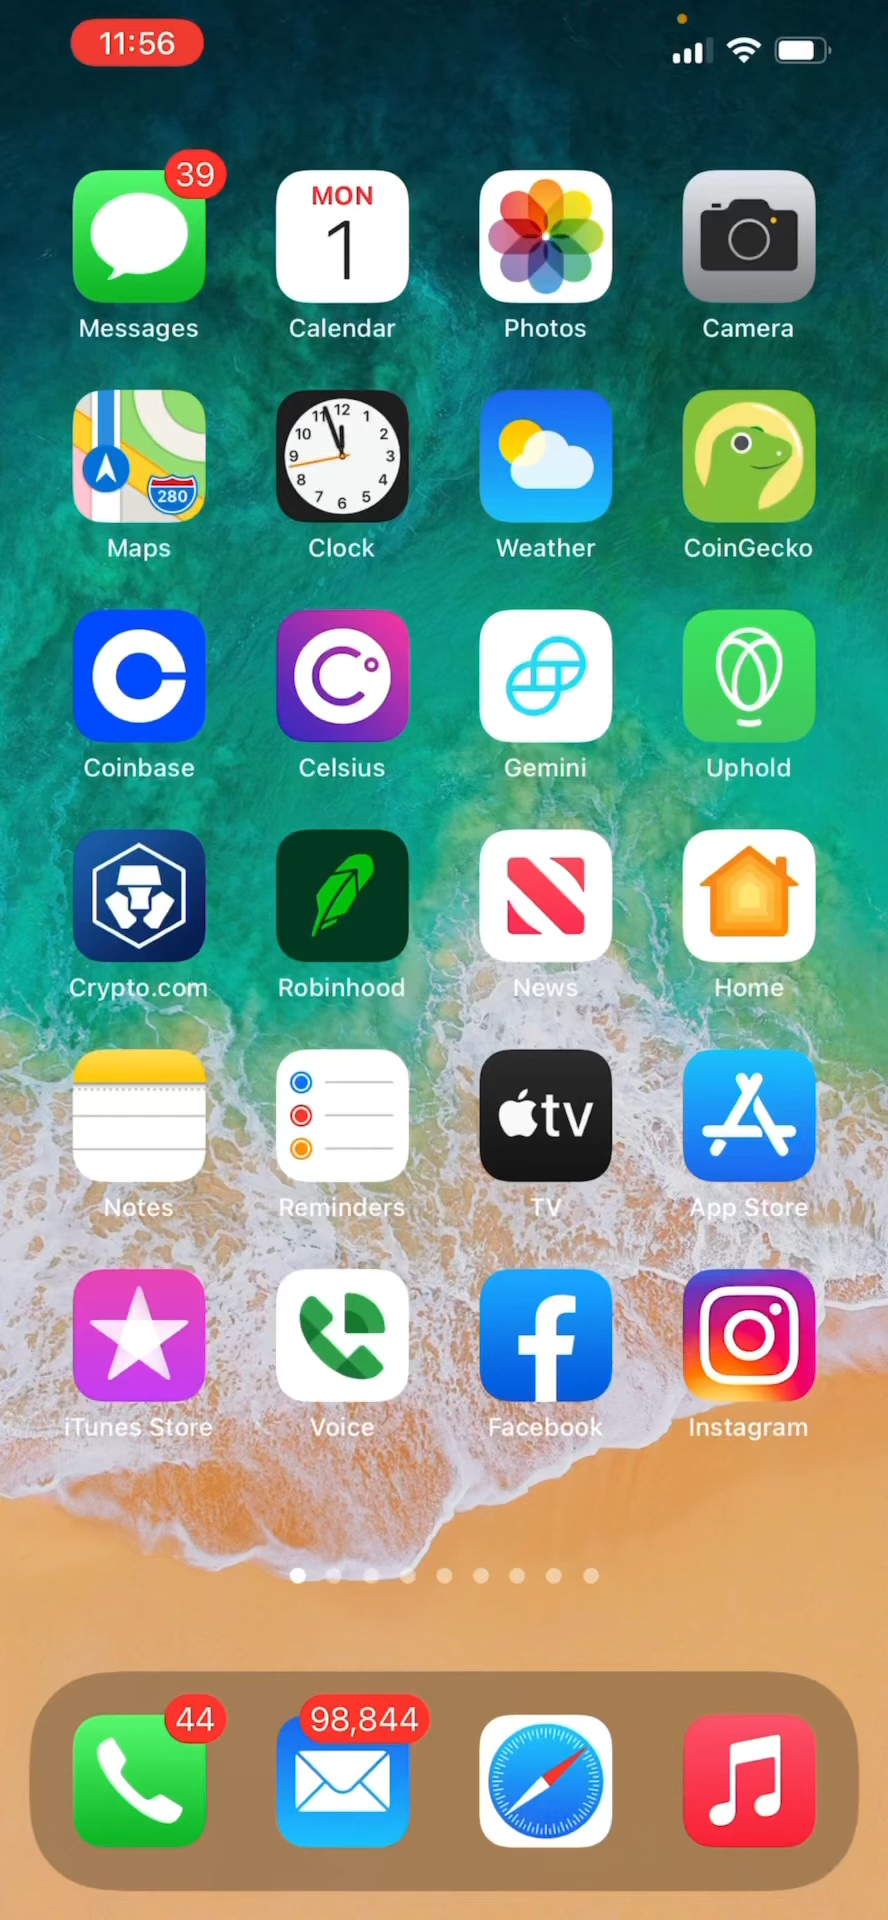 11:56
39
MON
1
Messages
Calendar
Photos
Camera
280
12
1
2
3
4
5
6
7
8
9
10
11
Maps
Clock
Weather
CoinGecko
Coinbase
Celsius
Gemini
Uphold
Crypto.com
Robinhood
News
Home
tv
Notes
Reminders
TV
App Store
iTunes Store
Voice
Facebook
Instagram
44
98,844